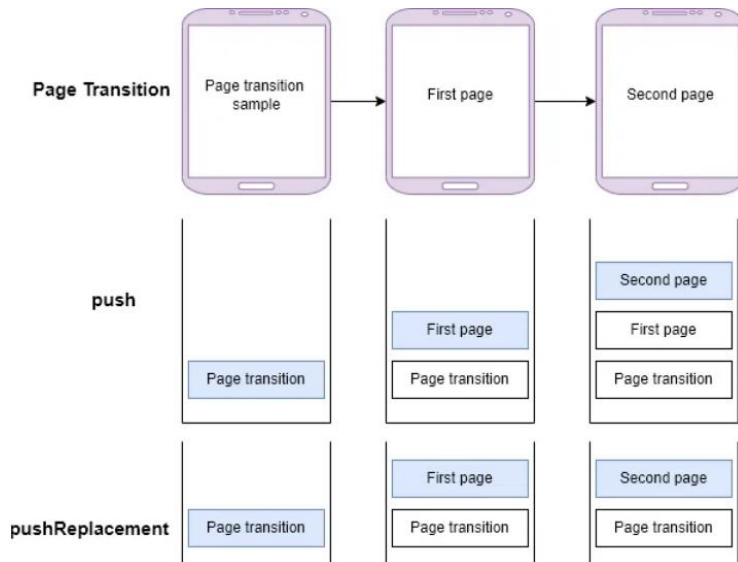 Page Transition
Page transition
sample
First page
Second page
push
Page transition
First page
Page transition
Second page
First page
Page transition
pushReplacement
Page transition
First page
Page transition
Second page
Page transition